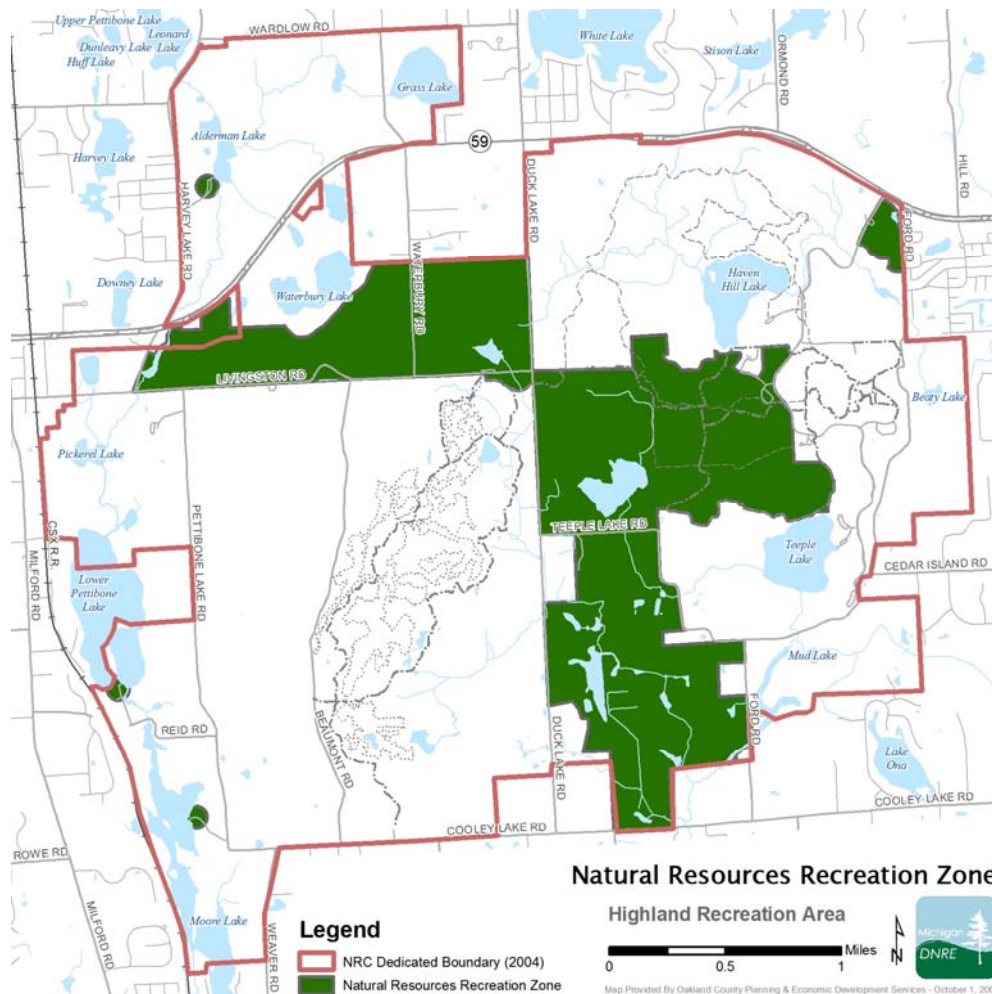 Upper Pettibone Lake
Leonard
Lake
Dunleavy Lake
Huff Lake
WARDLOW RD
White Lake
Stison Lake
ORMOND RD
Grass Lake
Alderman Lake
Harvey Lake
59
HARVEY LAKE RD
DUCK LAKE RD
HILL RD
FORD RD
WATERBURY RD
Downey Lake
Waterbury Lake
Haven
Hill Lake
LIVINGSTON RD
Beaty Lake
Pickerel Lake
CSX R.R.
MILFORD RD
PETTIBONE LAKE RD
TEEPLE LAKE RD
Teeple
Lake
CEDAR ISLAND RD
Lower
Pettibone
Lake
Mud Lake
REID RD
BEAUMONT RD
DUCK LAKE RD
FORD RD
Lake
Ona
COOLEY LAKE RD
COOLEY LAKE RD
ROWE RD
MILFORD RD
Moore Lake
WEAVER RD
Natural Resources Recreation Zone
Highland Recreation Area
0 0.5 1 Miles
N
Michigan
DNRE
Legend
NRC Dedicated Boundary (2004)
Natural Resources Recreation Zone
Map Provided By Oakland County Planning & Economic Development Services - October 1, 200